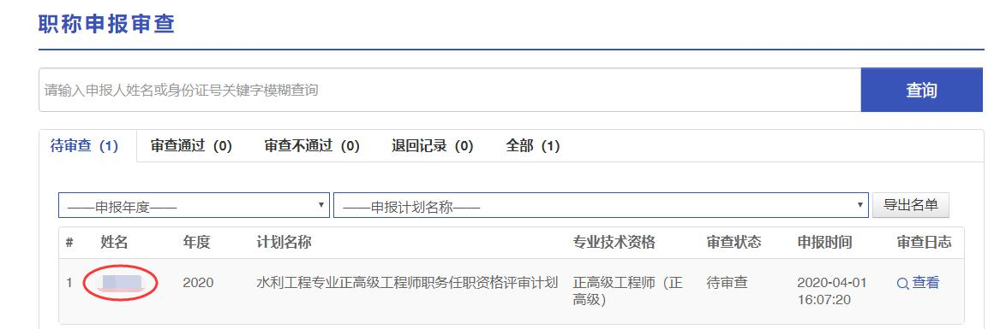 职称申报审查
请输入申报人姓名或身份证号关键字模糊查询
查询
待审查（1）
审查通过（0）
审查不通过（0）
退回记录（0）
全部（1）
——申报年度——
——申报计划名称——
导出名单
# 姓名 年度 计划名称 专业技术资格 审查状态 申报时间 审查日志
1 2020 水利工程专业正高级工程师职务任职资格评审计划 正高级工程师（正 待审查 2020-04-01 查看
高级） 16:07:20